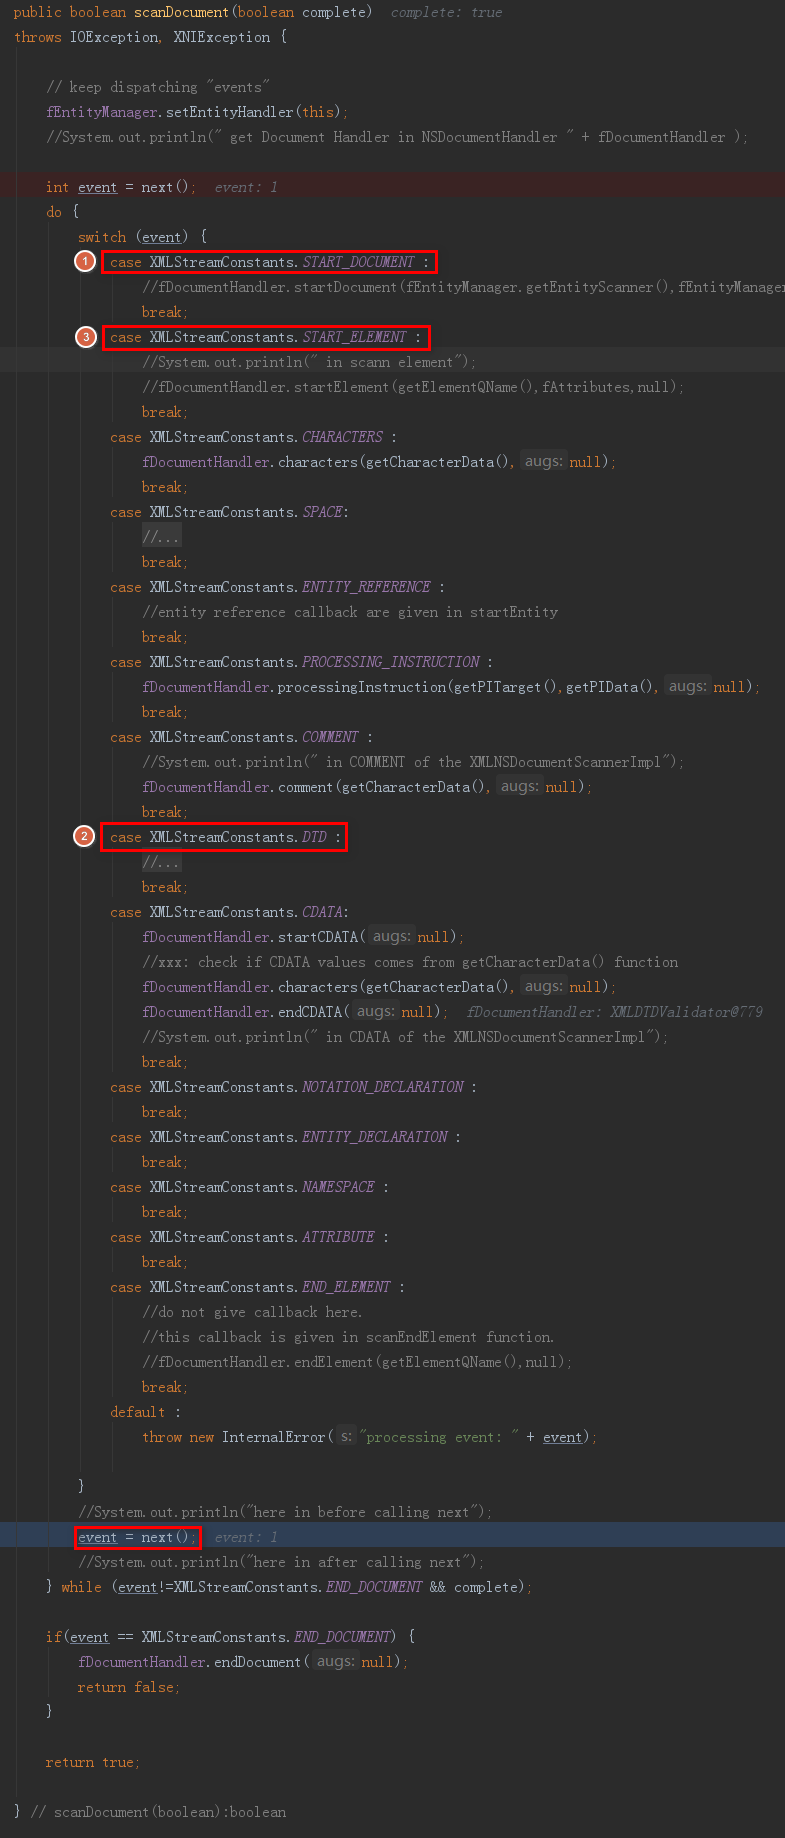 public boolean scanDocument(boolean complete)  complete: true
throws IOException, XNIException {
// keep dispatching "events"
fEntityManager.setEntityHandler(this);
//System.out.println(" get Document Handler in NSDocumentHandler " + fDocumentHandler );
int event = next();  event: 1
do {
switch (event) {
1 case XMLStreamConstants.START_DOCUMENT :
//fDocumentHandler.startDocument(fEntityManager.getEntityScanner(),fEntityManager
break;
3 case XMLStreamConstants.START_ELEMENT :
//System.out.println(" in scann element");
//fDocumentHandler.startElement(getElementQName(),fAttributes,null);
break;
case XMLStreamConstants.CHARACTERS :
fDocumentHandler.characters(getCharacterData(), augs: null);
break;
case XMLStreamConstants.SPACE:
//...
break;
case XMLStreamConstants.ENTITY_REFERENCE :
//entity reference callback are given in startEntity
break;
case XMLStreamConstants.PROCESSING_INSTRUCTION :
fDocumentHandler.processingInstruction(getPITarget(),getPIData(), augs: null);
break;
case XMLStreamConstants.COMMENT :
//System.out.println(" in COMMENT of the XMLNSDocumentScannerImpl");
fDocumentHandler.comment(getCharacterData(), augs: null);
break;
2 case XMLStreamConstants.DTD :
//...
break;
case XMLStreamConstants.CDATA:
fDocumentHandler.startCDATA( augs: null);
//xxx: check if CDATA values comes from getCharacterData() function
fDocumentHandler.characters(getCharacterData(), augs: null);
fDocumentHandler.endCDATA( augs: null);  fDocumentHandler: XMLDTDValidator@779
//System.out.println(" in CDATA of the XMLNSDocumentScannerImpl");
break;
case XMLStreamConstants.NOTATION_DECLARATION :
break;
case XMLStreamConstants.ENTITY_DECLARATION :
break;
case XMLStreamConstants.NAMESPACE :
break;
case XMLStreamConstants.ATTRIBUTE :
break;
case XMLStreamConstants.END_ELEMENT :
//do not give callback here.
//this callback is given in scanEndElement function.
//fDocumentHandler.endElement(getElementQName(),null);
break;
default :
throw new InternalError( s: "processing event: " + event);
}
//System.out.println("here in before calling next");
event = next();  event: 1
//System.out.println("here in after calling next");
} while (event!=XMLStreamConstants.END_DOCUMENT && complete);
if(event == XMLStreamConstants.END_DOCUMENT) {
fDocumentHandler.endDocument( augs: null);
return false;
}
return true;
} // scanDocument(boolean):boolean